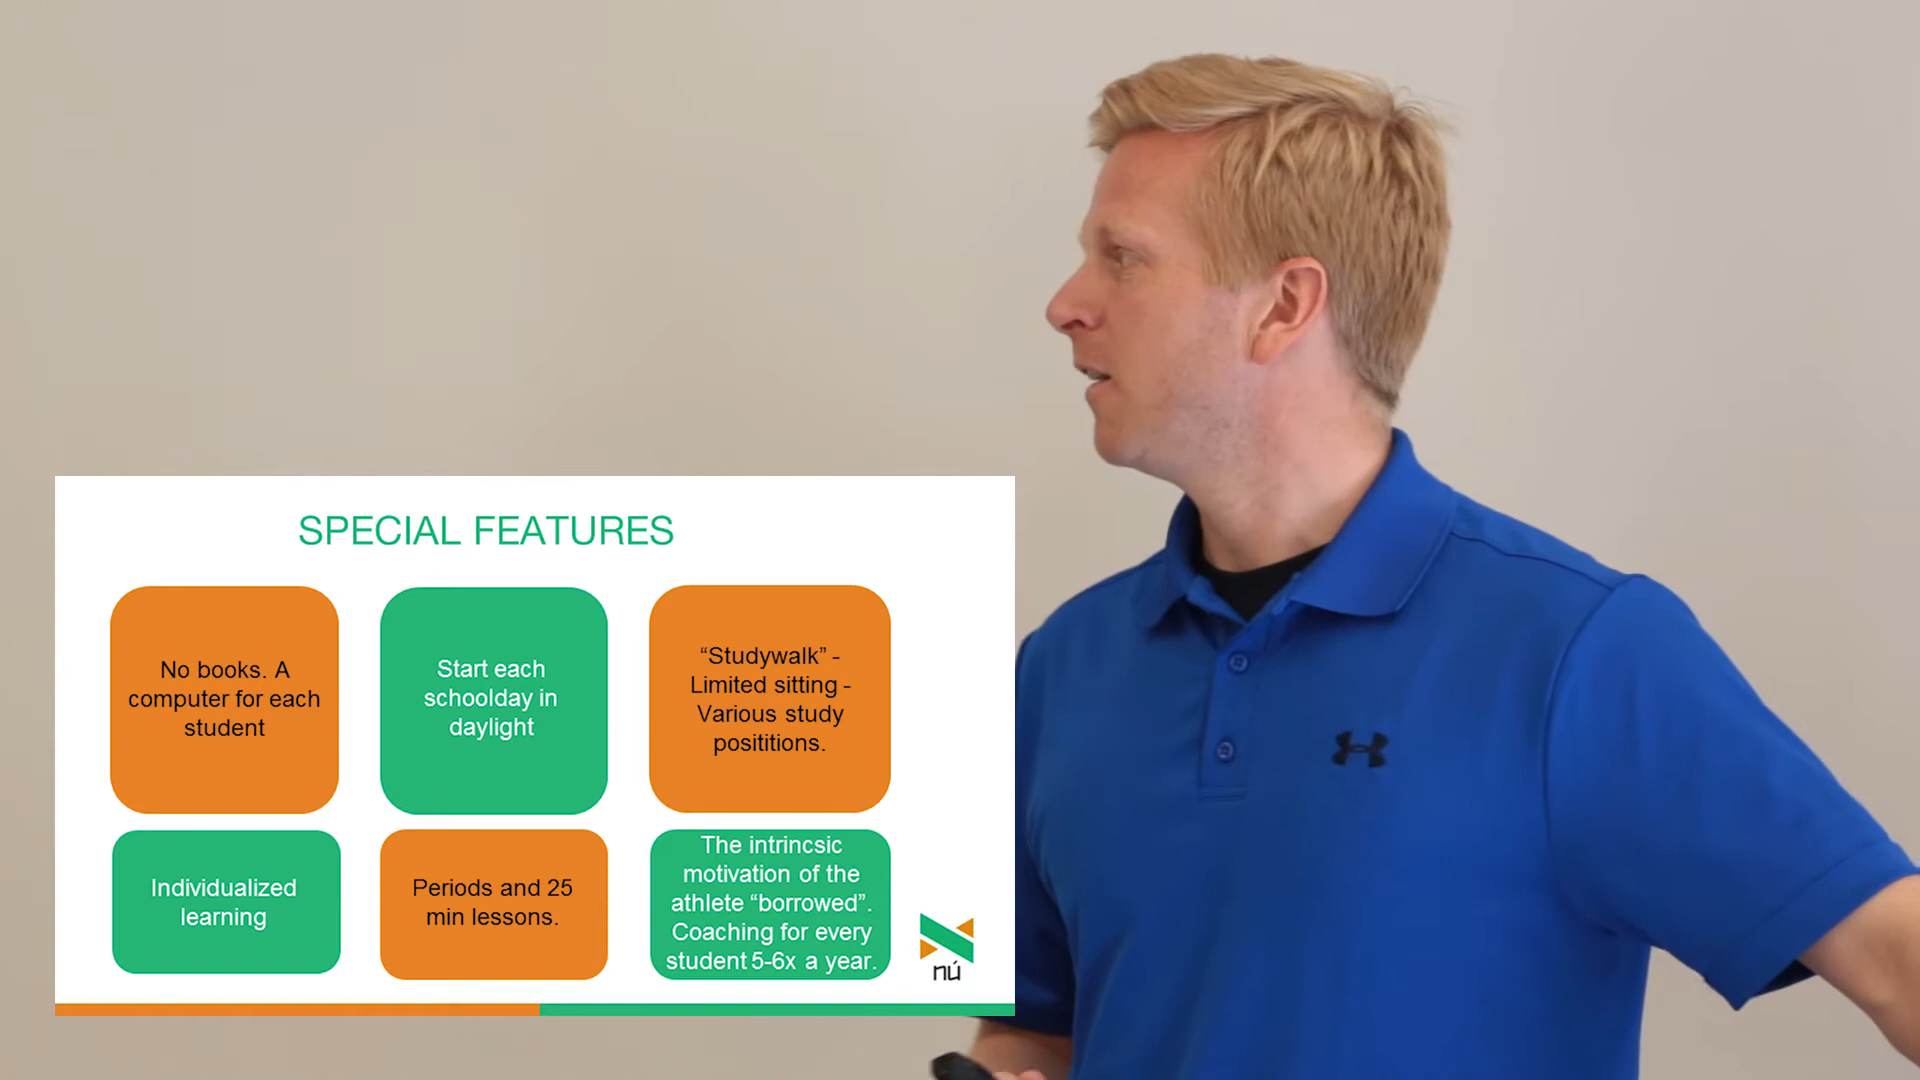 SPECIAL FEATURES
No books. A
computer for each
student
Start each
schoolday in
daylight
“Studywalk” -
Limited sitting -
Various study
posititions.
Individualized
learning
Periods and 25
min lessons.
The intrincsic
motivation of the
athlete “borrowed”.
Coaching for every
student 5-6x a year.
nú